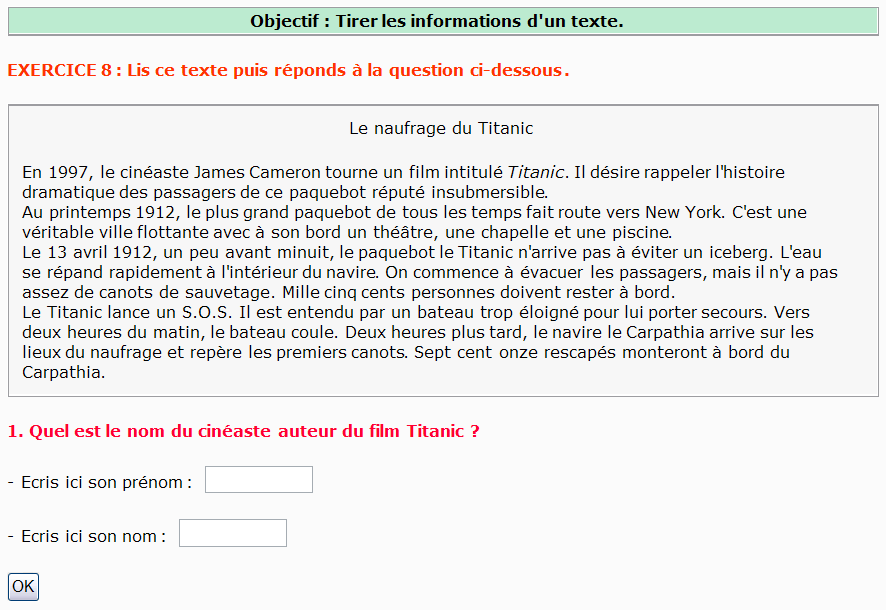 Objectif : Tirer les informations d'un texte.
EXERCICE 8 : Lis ce texte puis réponds à la question ci-dessous.
Le naufrage du Titanic
En 1997, le cinéaste James Cameron tourne un film intitulé Titanic. Il désire rappeler l'histoire
dramatique des passagers de ce paquebot réputé insubmersible.
Au printemps 1912, le plus grand paquebot de tous les temps fait route vers New York. C'est une
véritable ville flottante avec à son bord un théâtre, une chapelle et une piscine.
Le 13 avril 1912, un peu avant minuit, le paquebot le Titanic n'arrive pas à éviter un iceberg. L'eau
se répand rapidement à l'intérieur du navire. On commence à évacuer les passagers, mais il n'y a pas
assez de canots de sauvetage. Mille cinq cents personnes doivent rester à bord.
Le Titanic lance un S.O.S. Il est entendu par un bateau trop éloigné pour lui porter secours. Vers
deux heures du matin, le bateau coule. Deux heures plus tard, le navire le Carpathia arrive sur les
lieux du naufrage et repère les premiers canots. Sept cent onze rescapés monteront à bord du
Carpathia.
1. Quel est le nom du cinéaste auteur du film Titanic ?
- Ecris ici son prénom :
- Ecris ici son nom :
OK